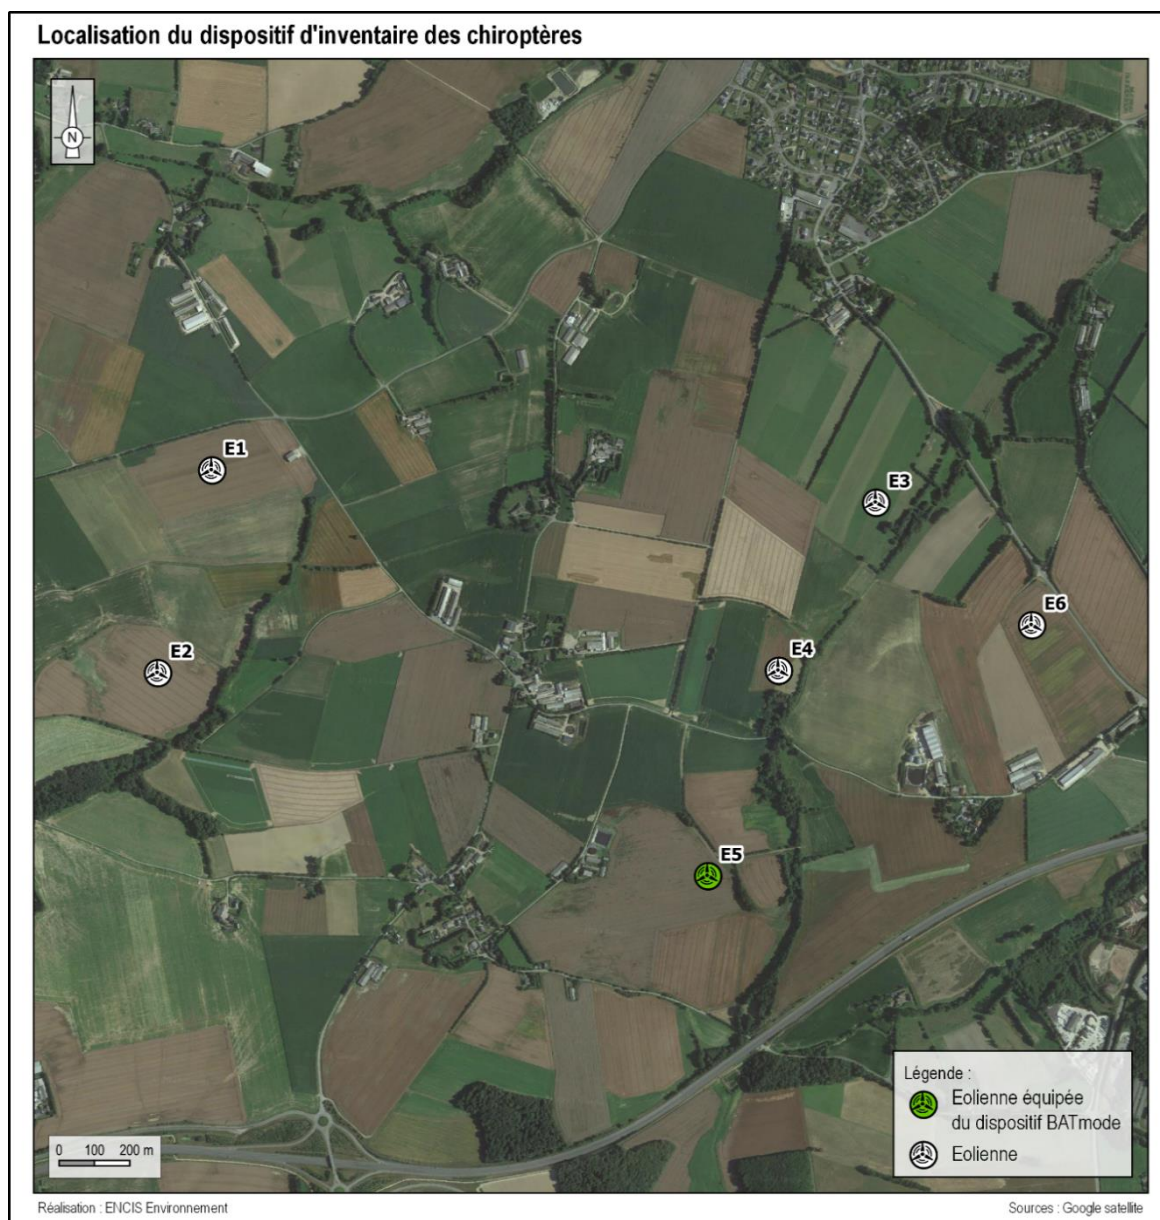 Localisation du dispositif d'inventaire des chiroptères
N
E1
E3
E6
E2
E4
E5
Légende :
Eolienne équipée
du dispositif BATmode
Eolienne
0 100 200 m
Réalisation : ENCIS Environnement
Sources : Google satellite